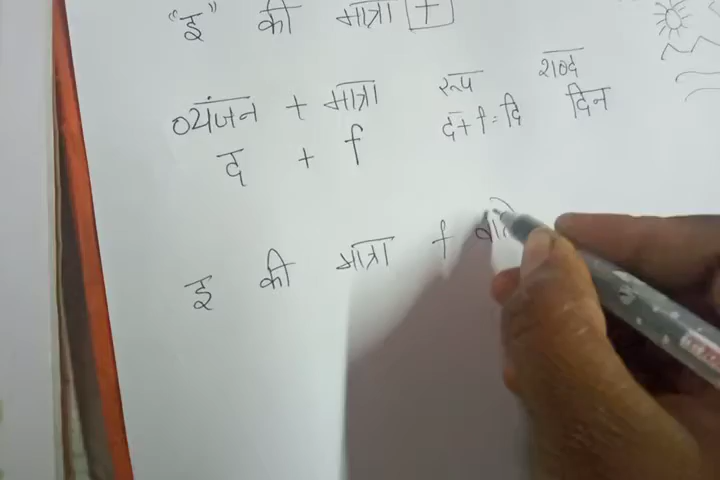 "इ" की मात्रा ि
व्यंजन + मात्रा रूप शब्द
द + ि द + ि = दि दिन
इ की मात्रा ि